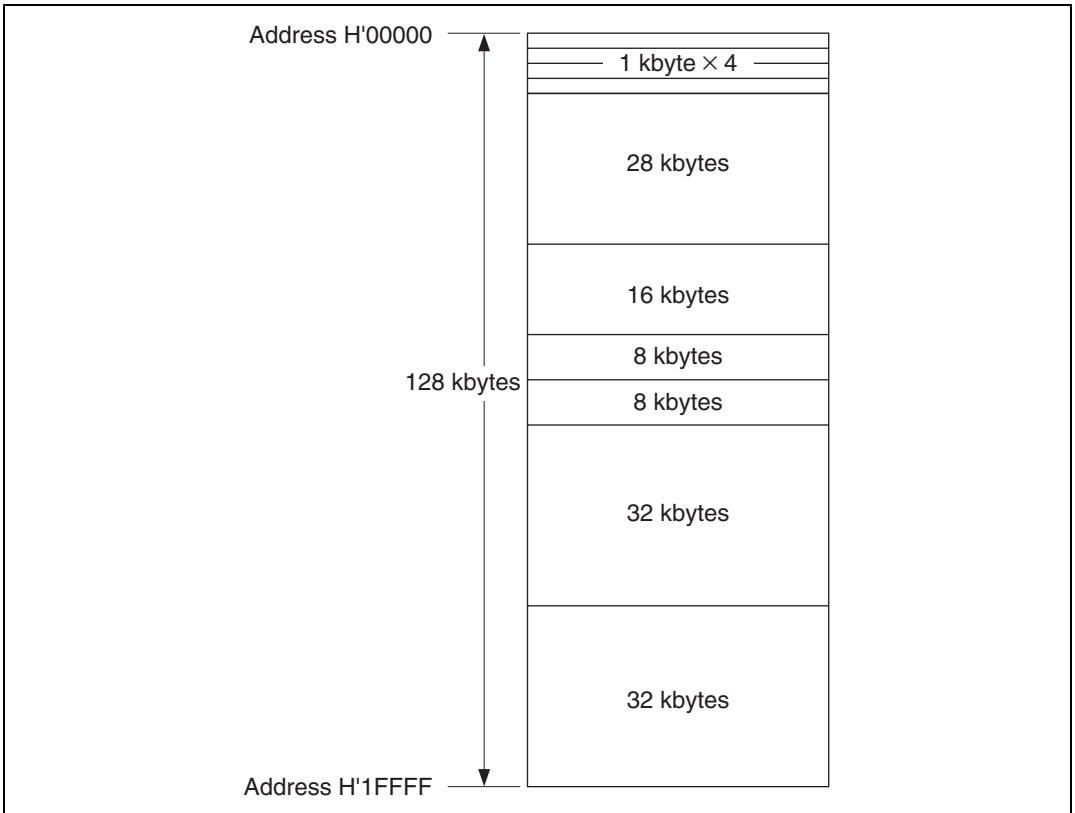 Address H'00000
1 kbyte × 4
28 kbytes
16 kbytes
8 kbytes
128 kbytes
8 kbytes
32 kbytes
32 kbytes
Address H'1FFFF